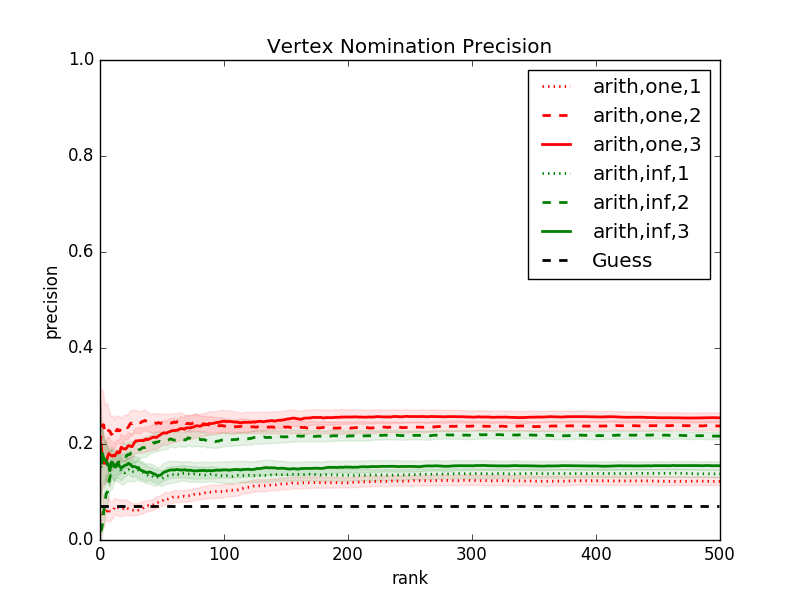 Vertex Nomination Precision
1.0
0.8
0.6
0.4
0.2
0.0
precision
arith,one,1
arith,one,2
arith,one,3
arith,inf,1
arith,inf,2
arith,inf,3
Guess
0 100 200 300 400 500
rank